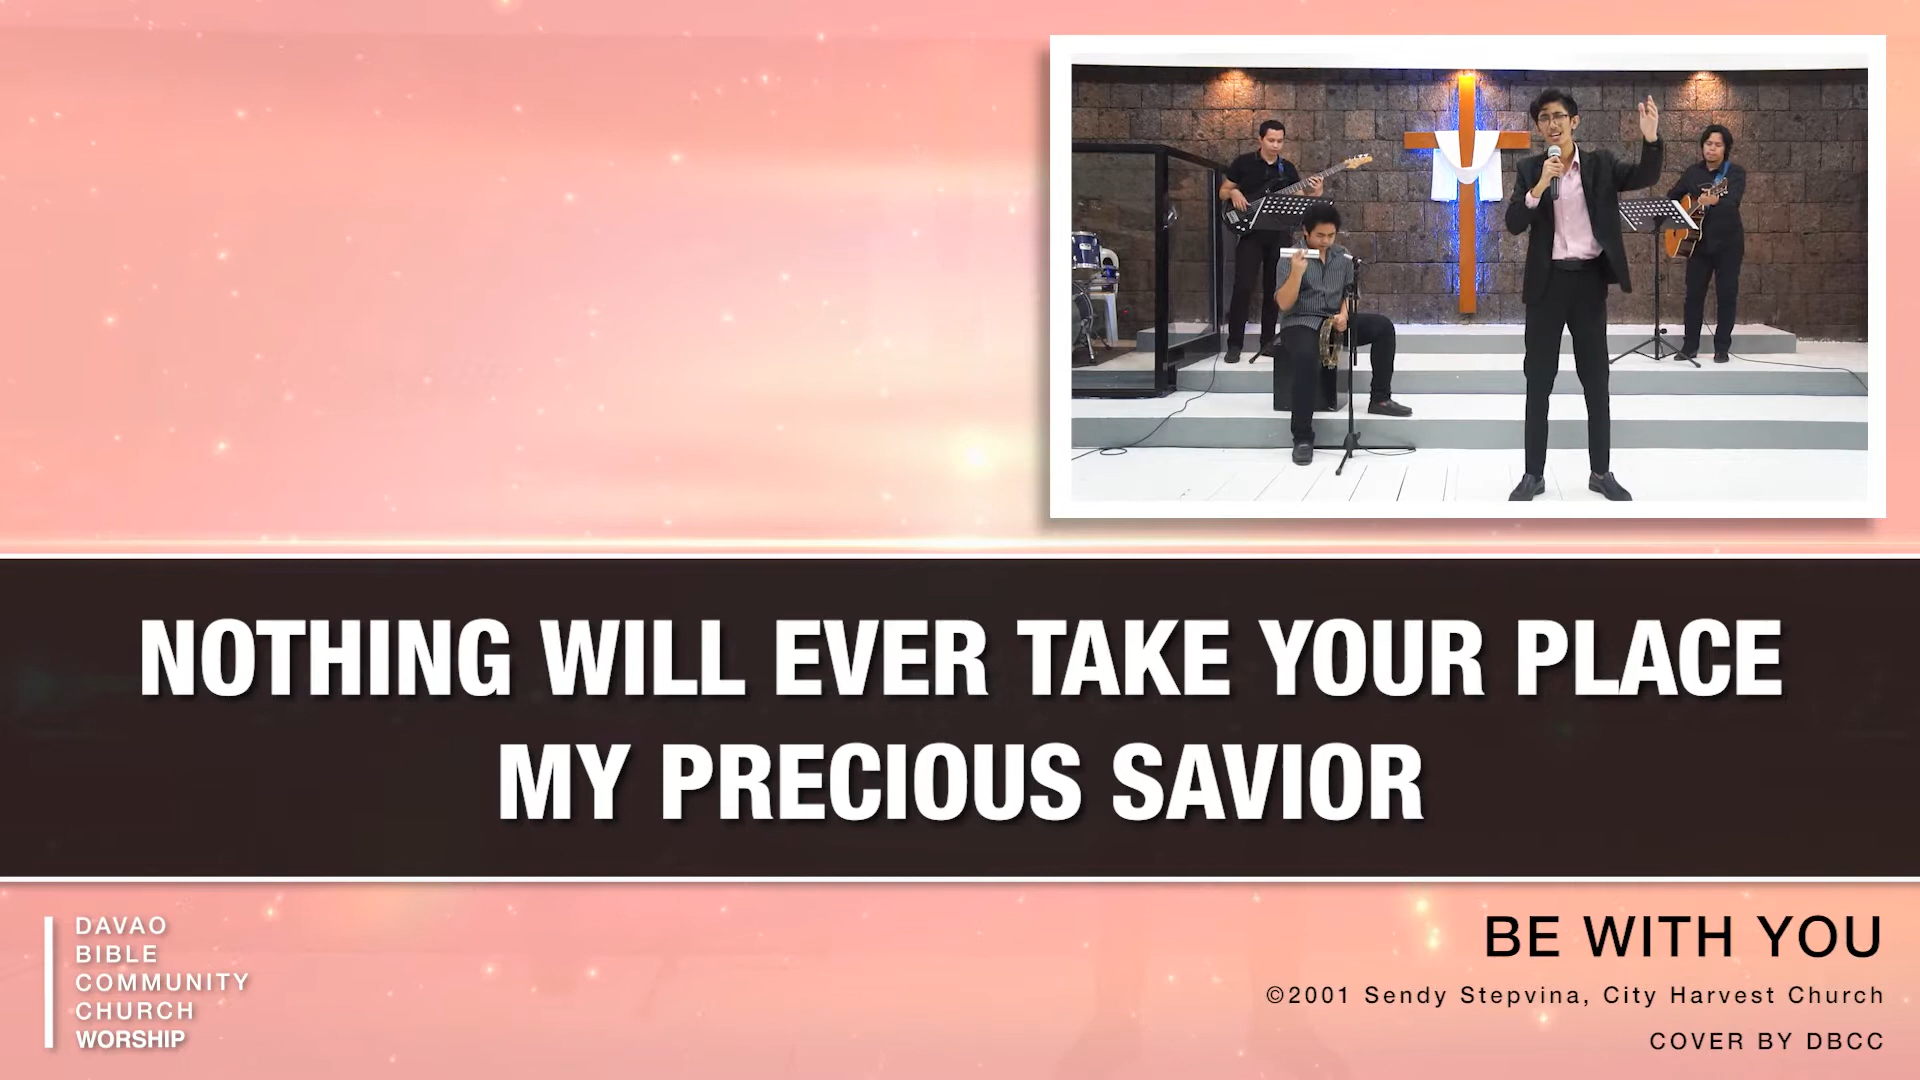 NOTHING WILL EVER TAKE YOUR PLACE
MY PRECIOUS SAVIOR
DAVAO
BIBLE
COMMUNITY
CHURCH
WORSHIP
BE WITH YOU
©2001 Sendy Stepvina, City Harvest Church
COVER BY DBCC